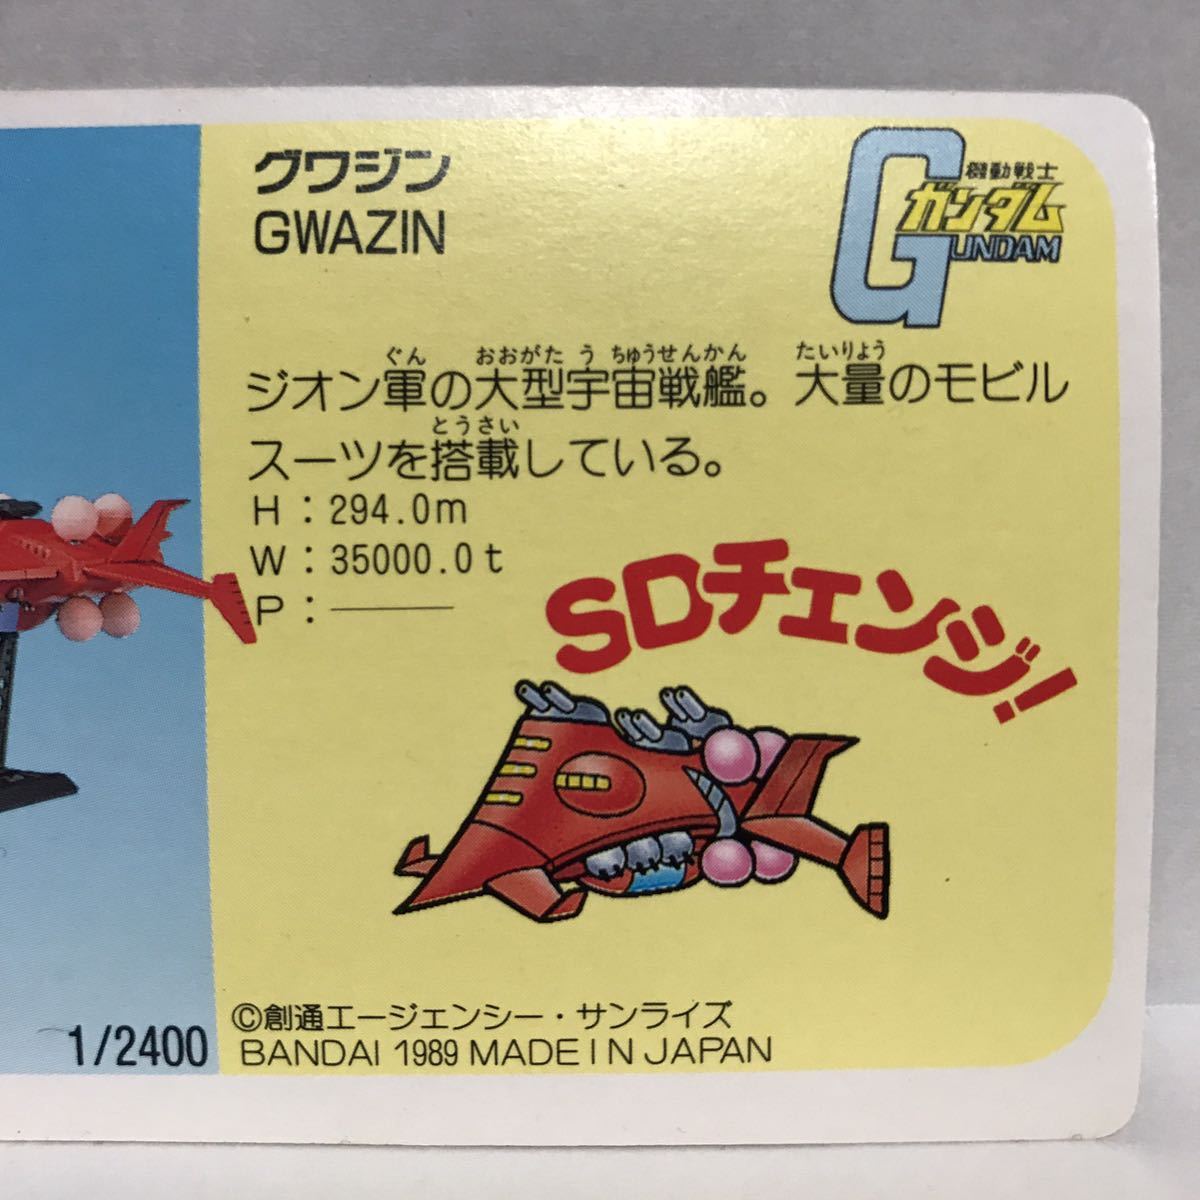 グワジン
GWAZIN
機動戦士
ガンダム
GUNDAM
ぐん おおがた う ちゅうせんかん たいりょう
ジオン軍の大型宇宙戦艦。大量のモビル
とうさい
スーツを搭載している。
H：294.0m
W：35000.0t
P：———
SDチェンジ!
1/2400
©創通エージェンシー・サンライズ
BANDAI 1989 MADE IN JAPAN